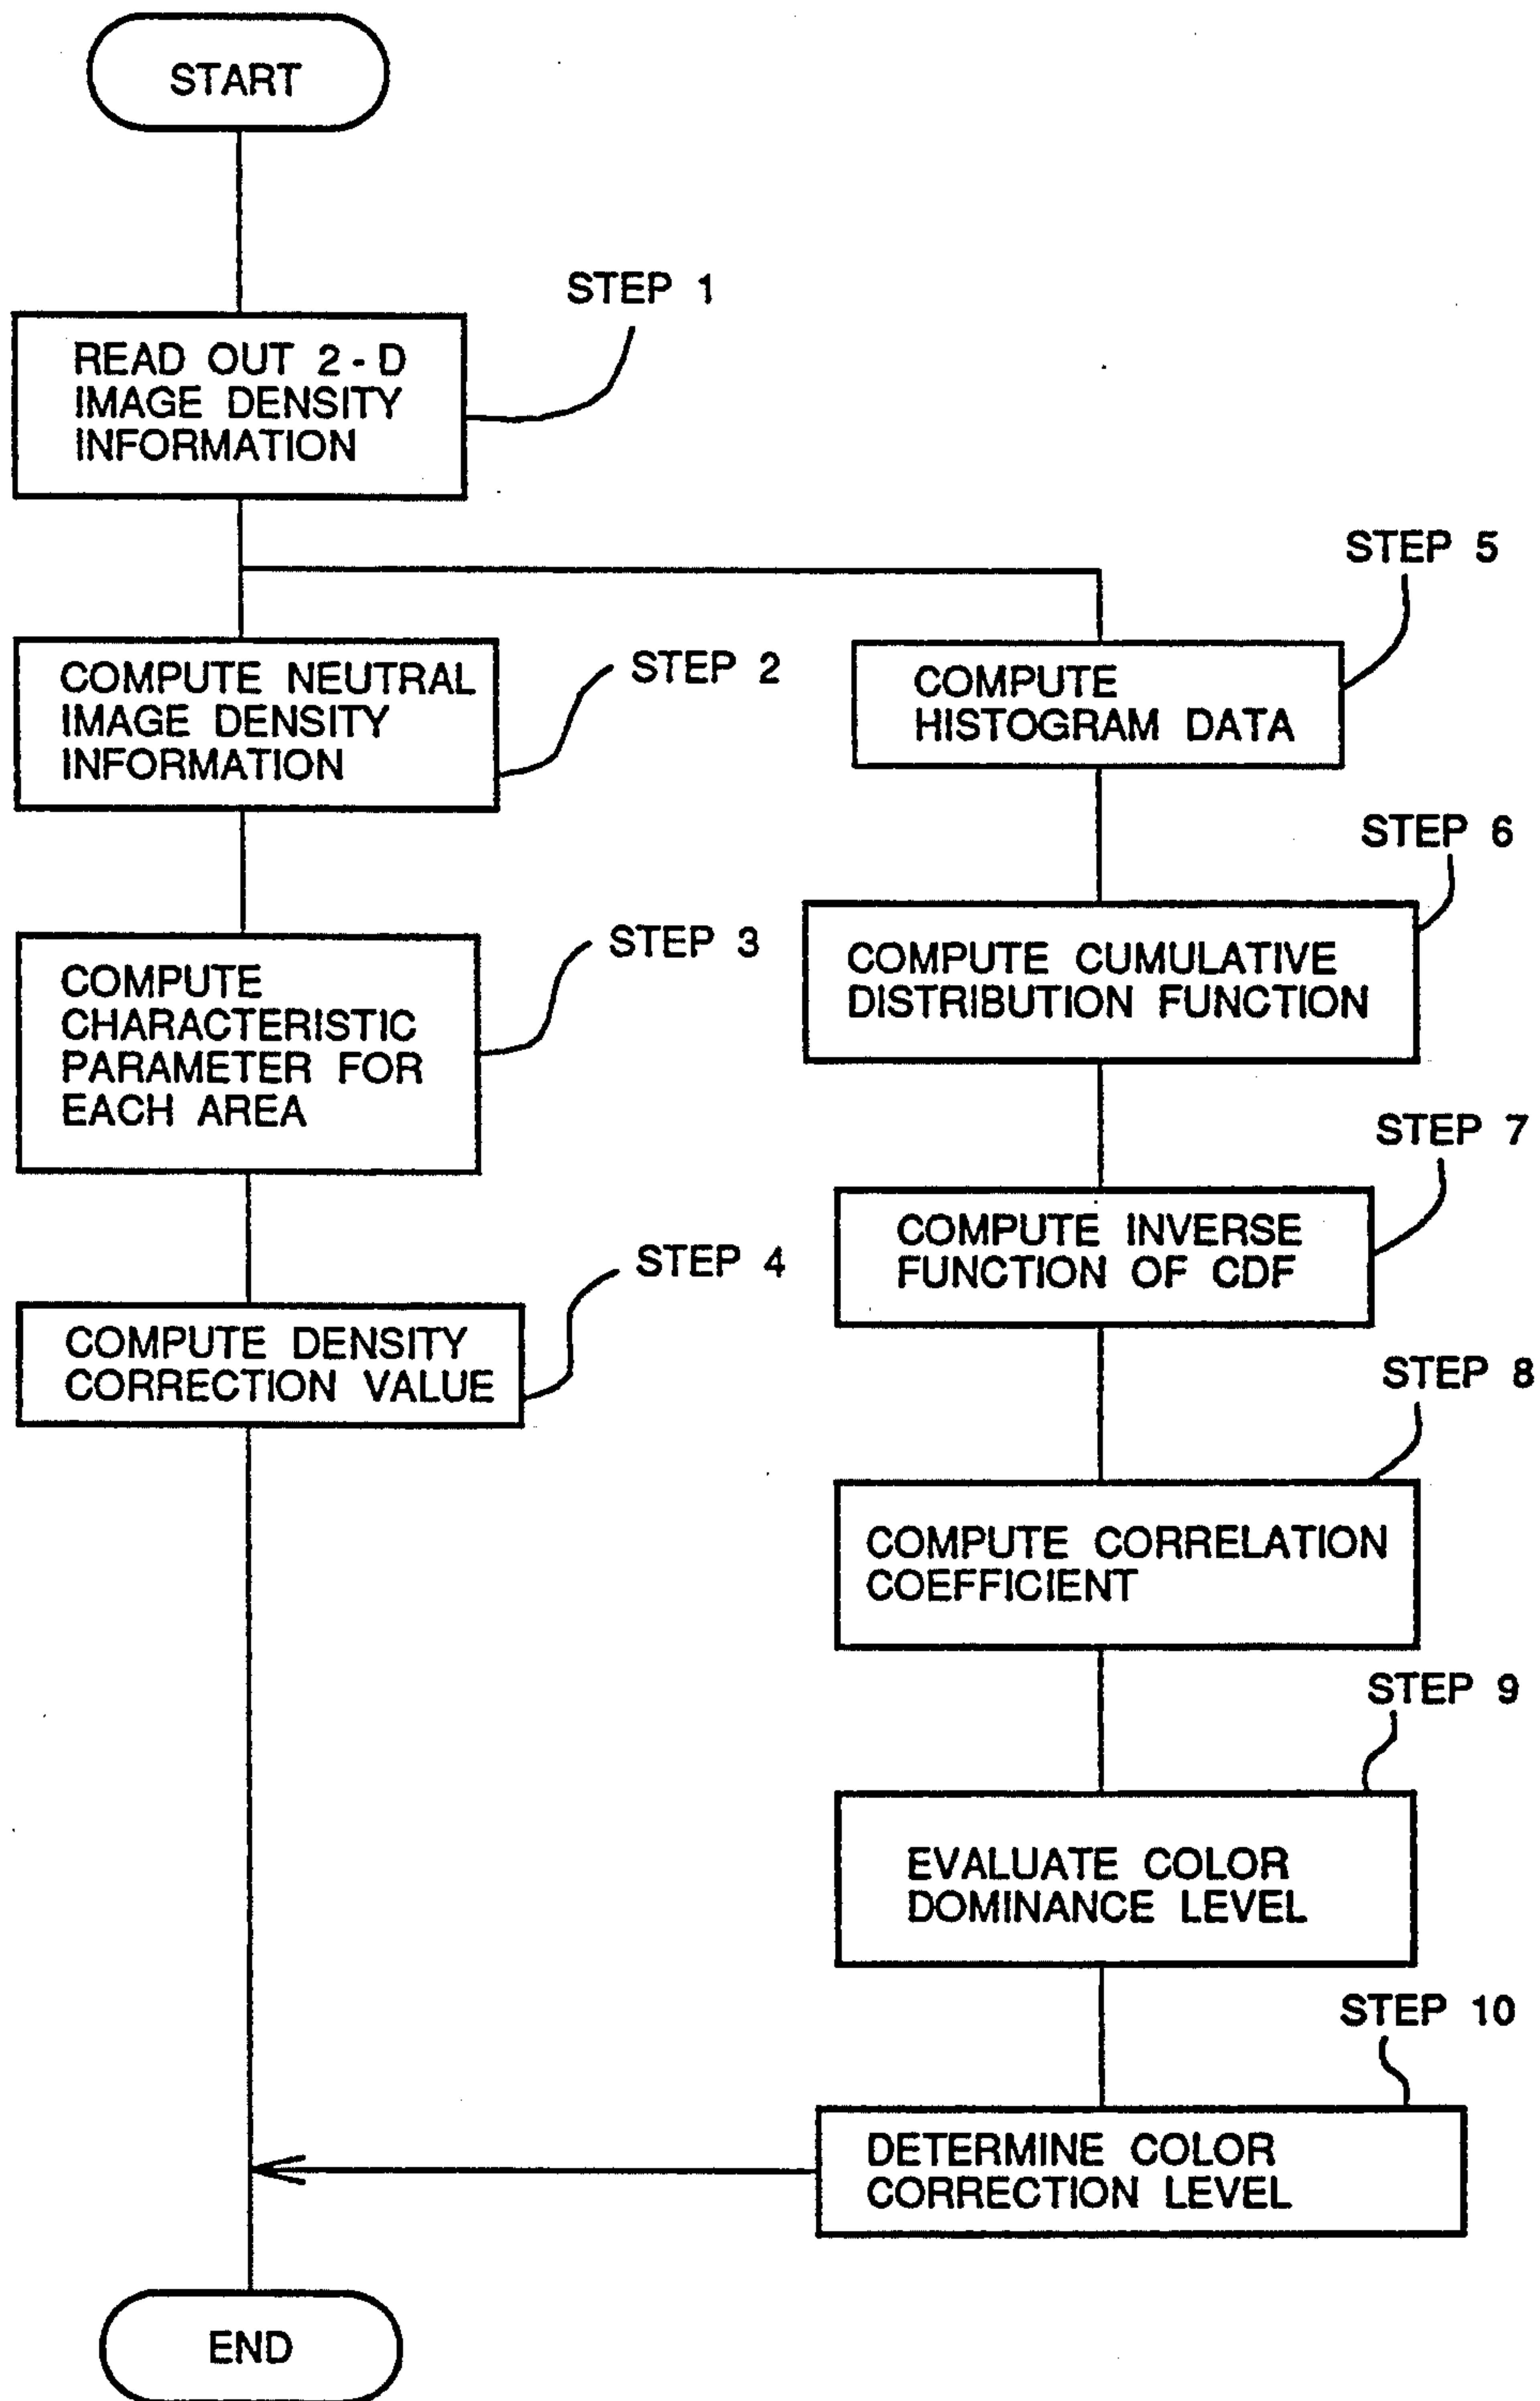 START
STEP 1
READ OUT 2 - D
IMAGE DENSITY
INFORMATION
STEP 2
COMPUTE NEUTRAL
IMAGE DENSITY
INFORMATION
STEP 3
COMPUTE
CHARACTERISTIC
PARAMETER FOR
EACH AREA
STEP 4
COMPUTE DENSITY
CORRECTION VALUE
STEP 5
COMPUTE
HISTOGRAM DATA
STEP 6
COMPUTE CUMULATIVE
DISTRIBUTION FUNCTION
STEP 7
COMPUTE INVERSE
FUNCTION OF CDF
STEP 8
COMPUTE CORRELATION
COEFFICIENT
STEP 9
EVALUATE COLOR
DOMINANCE LEVEL
STEP 10
DETERMINE COLOR
CORRECTION LEVEL
END